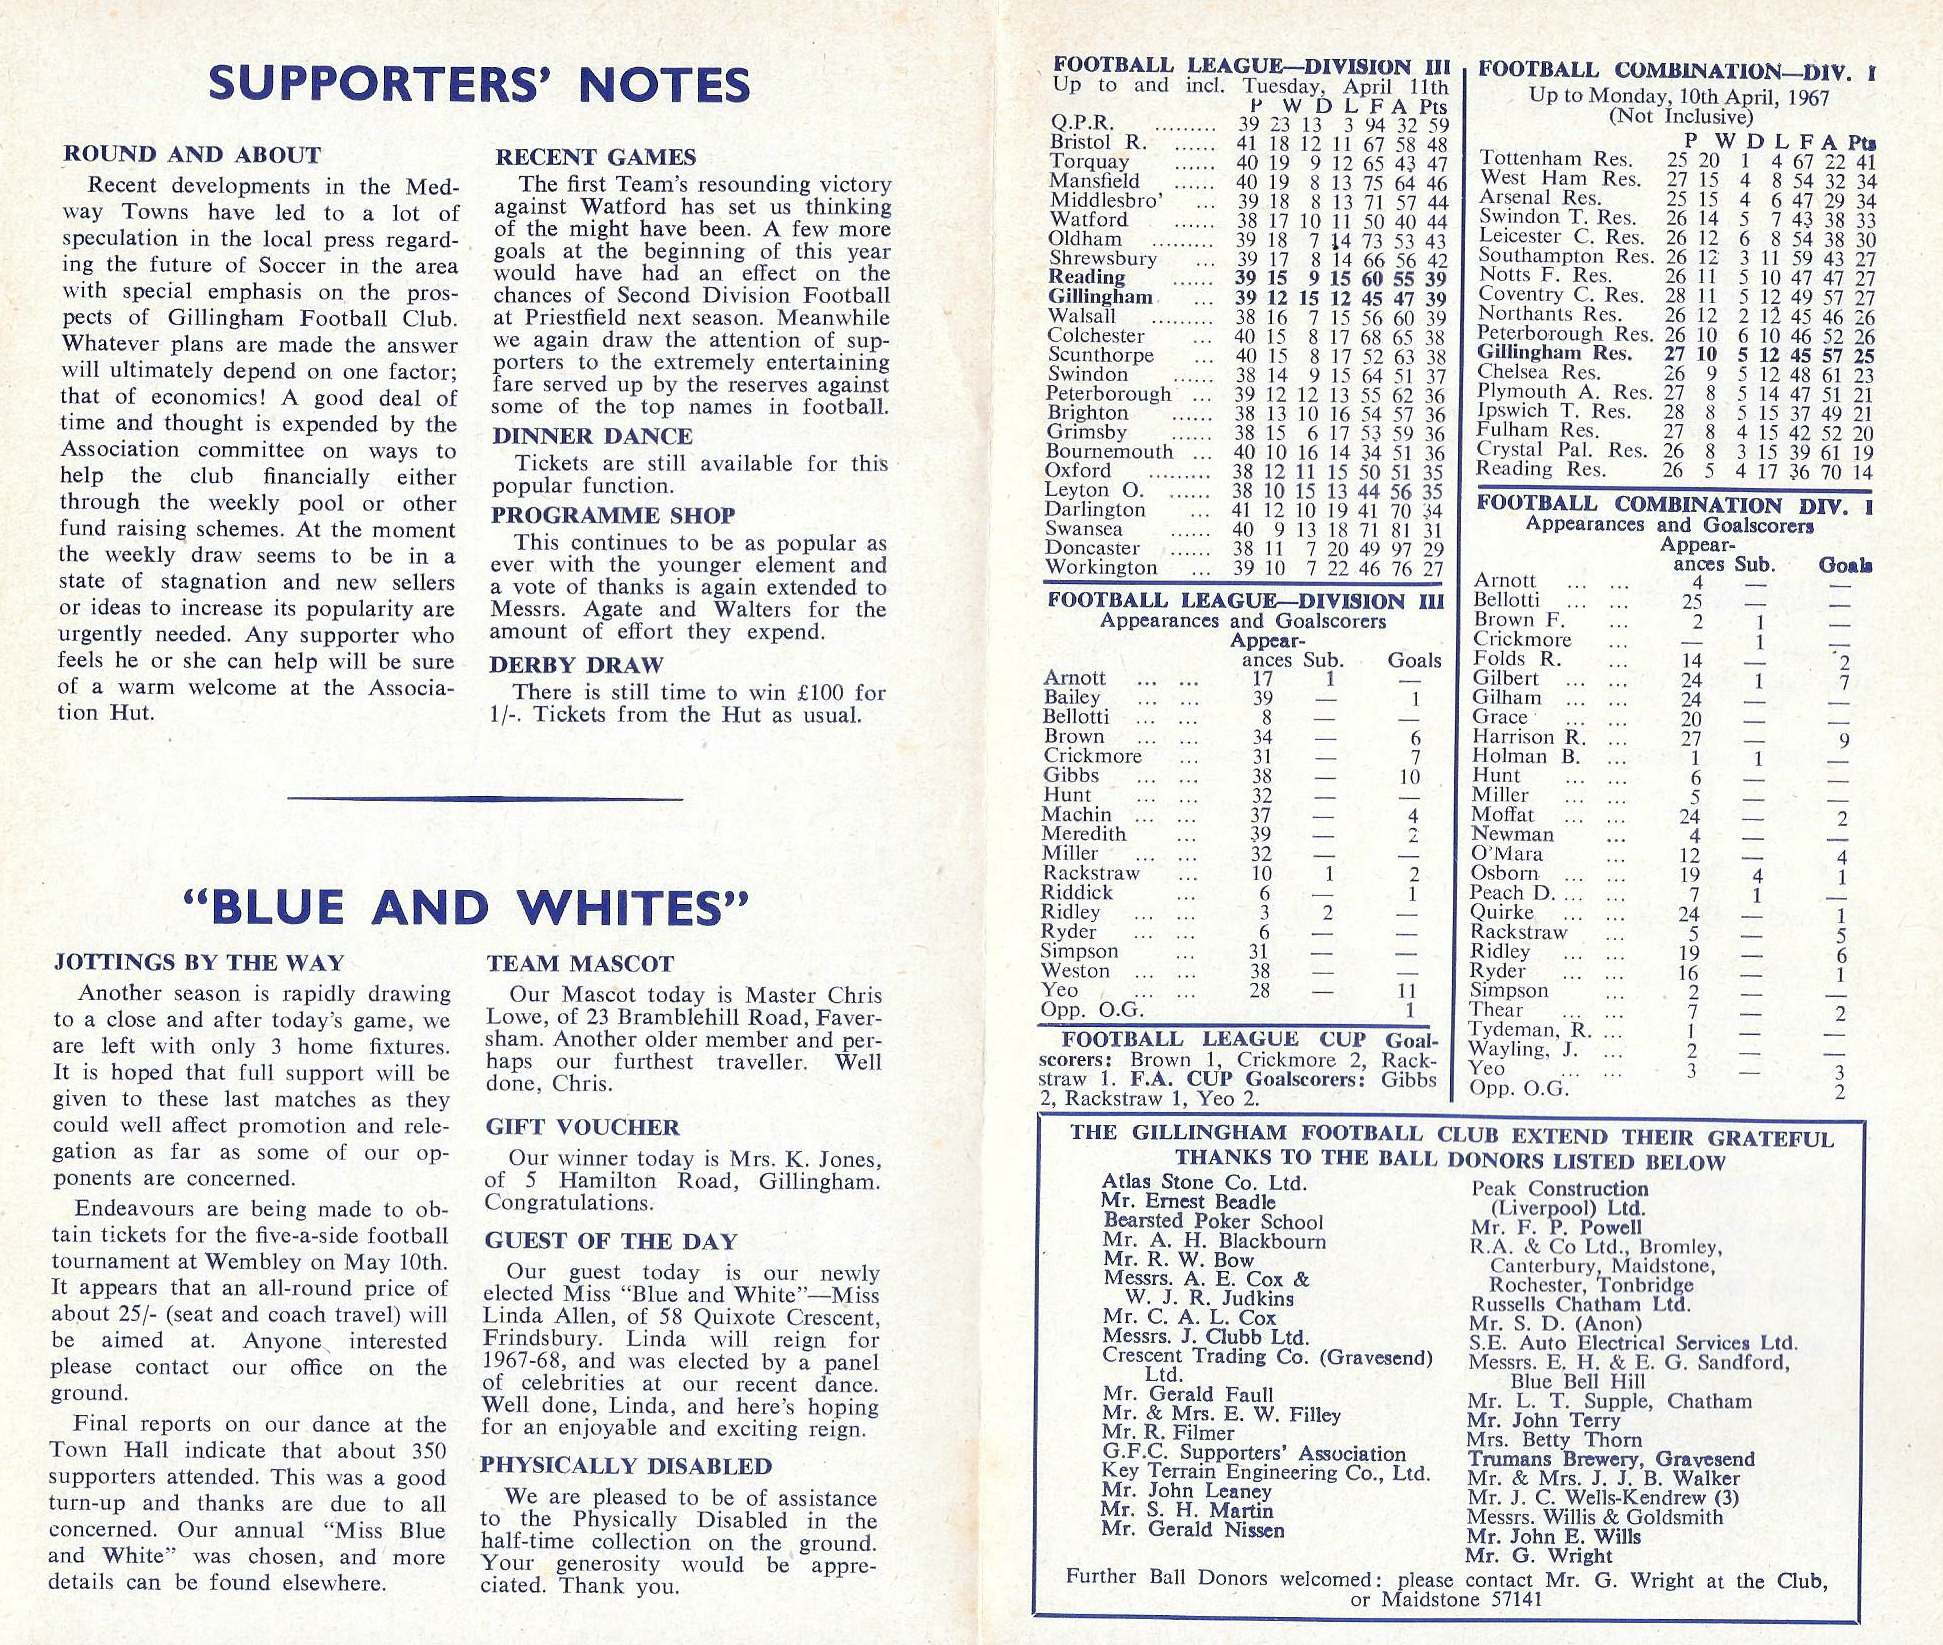 SUPPORTERS' NOTES
ROUND AND ABOUT
Recent developments in the Med-
way Towns have led to a lot of
speculation in the local press regard-
ing the future of Soccer in the area
with special emphasis on the pros-
pects of Gillingham Football Club.
Whatever plans are made the answer
will ultimately depend on one factor;
that of economics! A good deal of
time and thought is expended by the
Association committee on ways to
help the club financially either
through the weekly pool or other
fund raising schemes. At the moment
the weekly draw seems to be in a
state of stagnation and new sellers
or ideas to increase its popularity are
urgently needed. Any supporter who
feels he or she can help will be sure
of a warm welcome at the Associa-
tion Hut.
RECENT GAMES
The first Team's resounding victory
against Watford has set us thinking
of the might have been. A few more
goals at the beginning of this year
would have had an effect on the
chances of Second Division Football
at Priestfield next season. Meanwhile
we again draw the attention of sup-
porters to the extremely entertaining
fare served up by the reserves against
some of the top names in football.
DINNER DANCE
Tickets are still available for this
popular function.
PROGRAMME SHOP
This continues to be as popular as
ever with the younger element and
a vote of thanks is again extended to
Messrs. Agate and Walters for the
amount of effort they expend.
DERBY DRAW
There is still time to win £100 for
1/-. Tickets from the Hut as usual.
"BLUE AND WHITES"
JOTTINGS BY THE WAY
Another season is rapidly drawing
to a close and after today's game, we
are left with only 3 home fixtures.
It is hoped that full support will be
given to these last matches as they
could well affect promotion and rele-
gation as far as some of our op-
ponents are concerned.
Endeavours are being made to ob-
tain tickets for the five-a-side football
tournament at Wembley on May 10th.
It appears that an all-round price of
about 25/- (seat and coach travel) will
be aimed at. Anyone interested
please contact our office on the
ground.
Final reports on our dance at the
Town Hall indicate that about 350
supporters attended. This was a good
turn-up and thanks are due to all
concerned. Our annual "Miss Blue
and White" was chosen, and more
details can be found elsewhere.
TEAM MASCOT
Our Mascot today is Master Chris
Lowe, of 23 Bramblehill Road, Faver-
sham. Another older member and per-
haps our furthest traveller. Well
done, Chris.
GIFT VOUCHER
Our winner today is Mrs. K. Jones,
of 5 Hamilton Road, Gillingham.
Congratulations.
GUEST OF THE DAY
Our guest today is our newly
elected Miss "Blue and White"—Miss
Linda Allen, of 58 Quixote Crescent,
Frindsbury. Linda will reign for
1967-68, and was elected by a panel
of celebrities at our recent dance.
Well done, Linda, and here's hoping
for an enjoyable and exciting reign.
PHYSICALLY DISABLED
We are pleased to be of assistance
to the Physically Disabled in the
half-time collection on the ground.
Your generosity would be appre-
ciated. Thank you.
FOOTBALL LEAGUE—DIVISION III
Up to and incl. Tuesday, April 11th
P W D L F A Pts
Q.P.R. ......... 39 23 13 3 94 32 59
Bristol R. ...... 41 18 12 11 67 58 48
Torquay ...... 40 19 9 12 65 43 47
Mansfield ...... 40 19 8 13 75 64 46
Middlesbro' ... 39 18 8 13 71 57 44
Watford ...... 38 17 10 11 50 40 44
Oldham ......... 39 18 7 14 73 53 43
Shrewsbury ... 39 17 8 14 66 56 42
Reading ...... 39 15 9 15 60 55 39
Gillingham ... 39 12 15 12 45 47 39
Walsall ......... 38 16 7 15 56 60 39
Colchester ... 40 15 8 17 68 65 38
Scunthorpe ... 40 15 8 17 52 63 38
Swindon ...... 38 14 9 15 64 51 37
Peterborough ... 39 12 12 13 55 62 36
Brighton ...... 38 13 10 16 54 57 36
Grimsby ...... 38 15 6 17 53 59 36
Bournemouth ... 40 10 16 14 34 51 36
Oxford ......... 38 12 11 15 50 51 35
Leyton O. ...... 38 10 15 13 44 56 35
Darlington ... 41 12 10 19 41 70 34
Swansea ...... 40 9 13 18 71 81 31
Doncaster ...... 38 11 7 20 49 97 29
Workington ... 39 10 7 22 46 76 27
FOOTBALL LEAGUE—DIVISION III
Appearances and Goalscorers
Appear-
ances Sub. Goals
Arnott ... ... 17 1 —
Bailey ... ... 39 — 1
Bellotti ... ... 8 — —
Brown ... ... 34 — 6
Crickmore ... 31 — 7
Gibbs ... ... 38 — 10
Hunt ... ... 32 — —
Machin ... ... 37 — 4
Meredith ... 39 — 2
Miller ... ... 32 — —
Rackstraw ... 10 1 2
Riddick ... 6 — 1
Ridley ... ... 3 2 —
Ryder ... ... 6 — —
Simpson ... 31 — —
Weston ... ... 38 — —
Yeo ... ... 28 — 11
Opp. O.G. 1
FOOTBALL LEAGUE CUP Goal-
scorers: Brown 1, Crickmore 2, Rack-
straw 1. F.A. CUP Goalscorers: Gibbs
2, Rackstraw 1, Yeo 2.
FOOTBALL COMBINATION—DIV. I
Up to Monday, 10th April, 1967
(Not Inclusive)
P W D L F A Pts
Tottenham Res. 25 20 1 4 67 22 41
West Ham Res. 27 15 4 8 54 32 34
Arsenal Res. 25 15 4 6 47 29 34
Swindon T. Res. 26 14 5 7 43 38 33
Leicester C. Res. 26 12 6 8 54 38 30
Southampton Res. 26 12 3 11 59 43 27
Notts F. Res. 26 11 5 10 47 47 27
Coventry C. Res. 28 11 5 12 49 57 27
Northants Res. 26 12 2 12 45 46 26
Peterborough Res. 26 10 6 10 46 52 26
Gillingham Res. 27 10 5 12 45 57 25
Chelsea Res. 26 9 5 12 48 61 23
Plymouth A. Res. 27 8 5 14 47 51 21
Ipswich T. Res. 28 8 5 15 37 49 21
Fulham Res. 27 8 4 15 42 52 20
Crystal Pal. Res. 26 8 3 15 39 61 19
Reading Res. 26 5 4 17 36 70 14
FOOTBALL COMBINATION DIV. I
Appearances and Goalscorers
Appear-
ances Sub. Goals
Arnott ... ... 4 — —
Bellotti ... ... 25 — —
Brown F. ... 2 1 —
Crickmore ... — 1 —
Folds R. ... 14 — 2
Gilbert ... ... 24 1 7
Gilham ... ... 24 — —
Grace ... ... 20 — —
Harrison R. ... 27 — 9
Holman B. ... 1 1 —
Hunt ... ... 6 — —
Miller ... ... 5 — —
Moffat ... ... 24 — 2
Newman ... 4 — —
O'Mara ... 12 — 4
Osborn ... ... 19 4 1
Peach D. ... ... 7 1 —
Quirke ... ... 24 — 1
Rackstraw ... 5 — 5
Ridley ... ... 19 — 6
Ryder ... ... 16 — 1
Simpson ... 2 — —
Thear ... ... 7 — 2
Tydeman, R. ... 1 — —
Wayling, J. ... 2 — —
Yeo ... ... 3 — 3
Opp. O.G. 2
THE GILLINGHAM FOOTBALL CLUB EXTEND THEIR GRATEFUL
THANKS TO THE BALL DONORS LISTED BELOW
Atlas Stone Co. Ltd.
Mr. Ernest Beadle
Bearsted Poker School
Mr. A. H. Blackbourn
Mr. R. W. Bow
Messrs. A. E. Cox &
W. J. R. Judkins
Mr. C. A. L. Cox
Messrs. J. Clubb Ltd.
Crescent Trading Co. (Gravesend)
Ltd.
Mr. Gerald Faull
Mr. & Mrs. E. W. Filley
Mr. R. Filmer
G.F.C. Supporters' Association
Key Terrain Engineering Co., Ltd.
Mr. John Leaney
Mr. S. H. Martin
Mr. Gerald Nissen
Peak Construction
(Liverpool) Ltd.
Mr. F. P. Powell
R.A. & Co Ltd., Bromley,
Canterbury, Maidstone,
Rochester, Tonbridge
Russells Chatham Ltd.
Mr. S. D. (Anon)
S.E. Auto Electrical Services Ltd.
Messrs. E. H. & E. G. Sandford,
Blue Bell Hill
Mr. L. T. Supple, Chatham
Mr. John Terry
Mrs. Betty Thorn
Trumans Brewery, Gravesend
Mr. & Mrs. J. J. B. Walker
Mr. J. C. Wells-Kendrew (3)
Messrs. Willis & Goldsmith
Mr. John E. Wills
Mr. G. Wright
Further Ball Donors welcomed: please contact Mr. G. Wright at the Club,
or Maidstone 57141